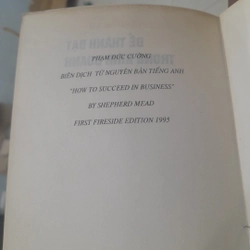 PHẠM ĐỨC CƯỜNG
BIÊN DỊCH TỪ NGUYÊN BẢN TIẾNG ANH
"HOW TO SUCCEED IN BUSINESS"
BY SHEPHERD MEAD
FIRST FIRESIDE EDITION 1995